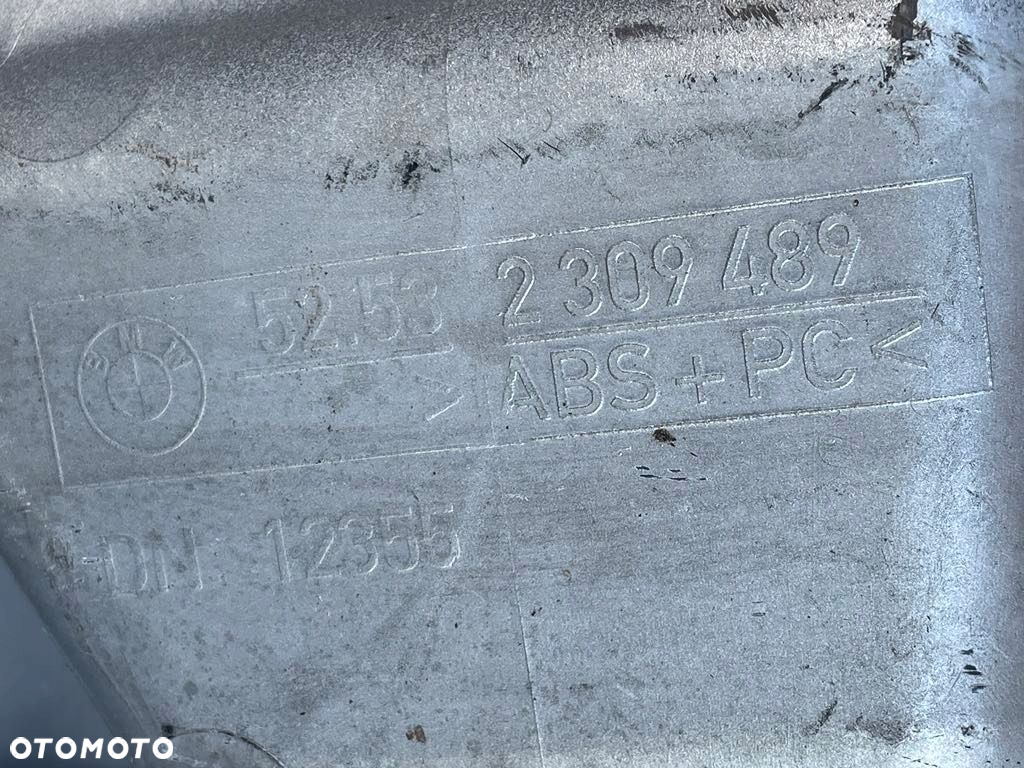 BMW
52.53 2 309 489
>ABS+PC<
-DN. 12355
OTOMOTO